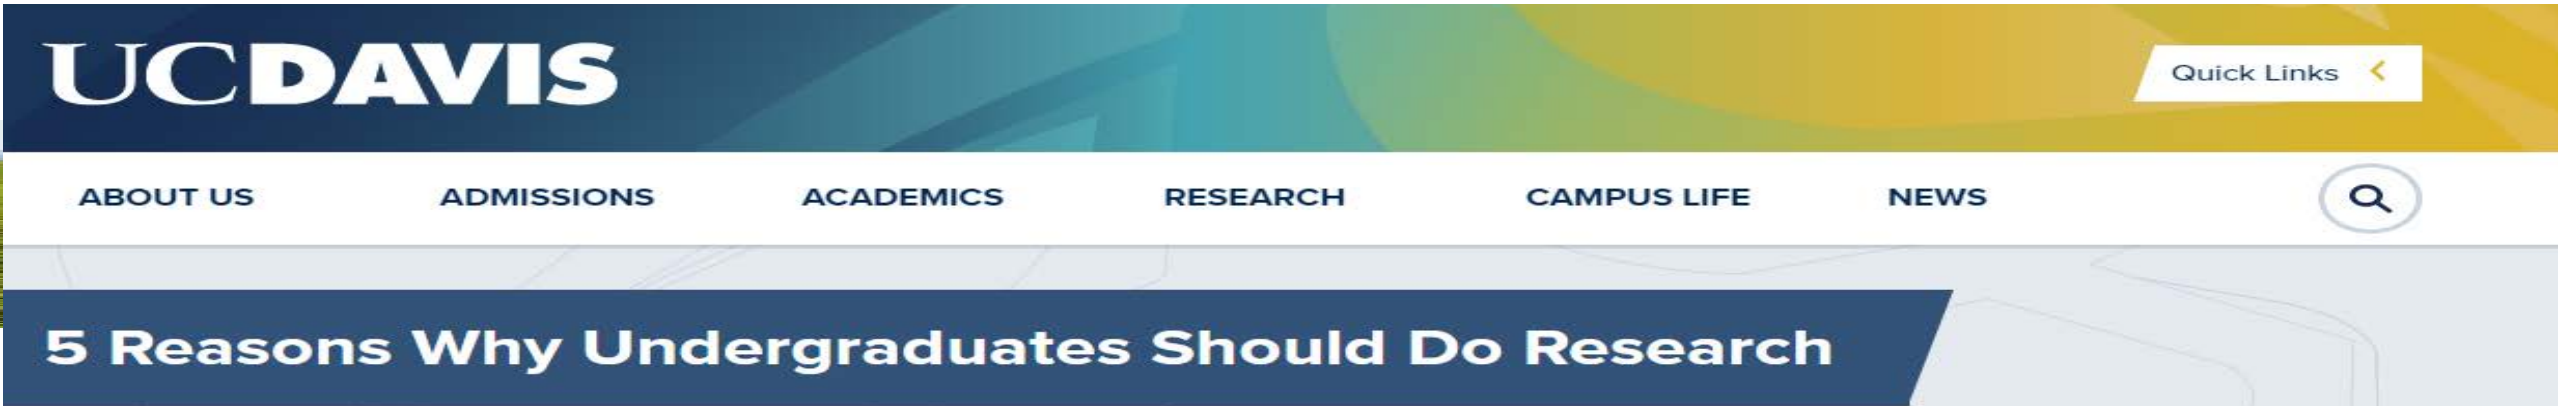 UCDAVIS
Quick Links
ABOUT US ADMISSIONS ACADEMICS RESEARCH CAMPUS LIFE NEWS
5 Reasons Why Undergraduates Should Do Research